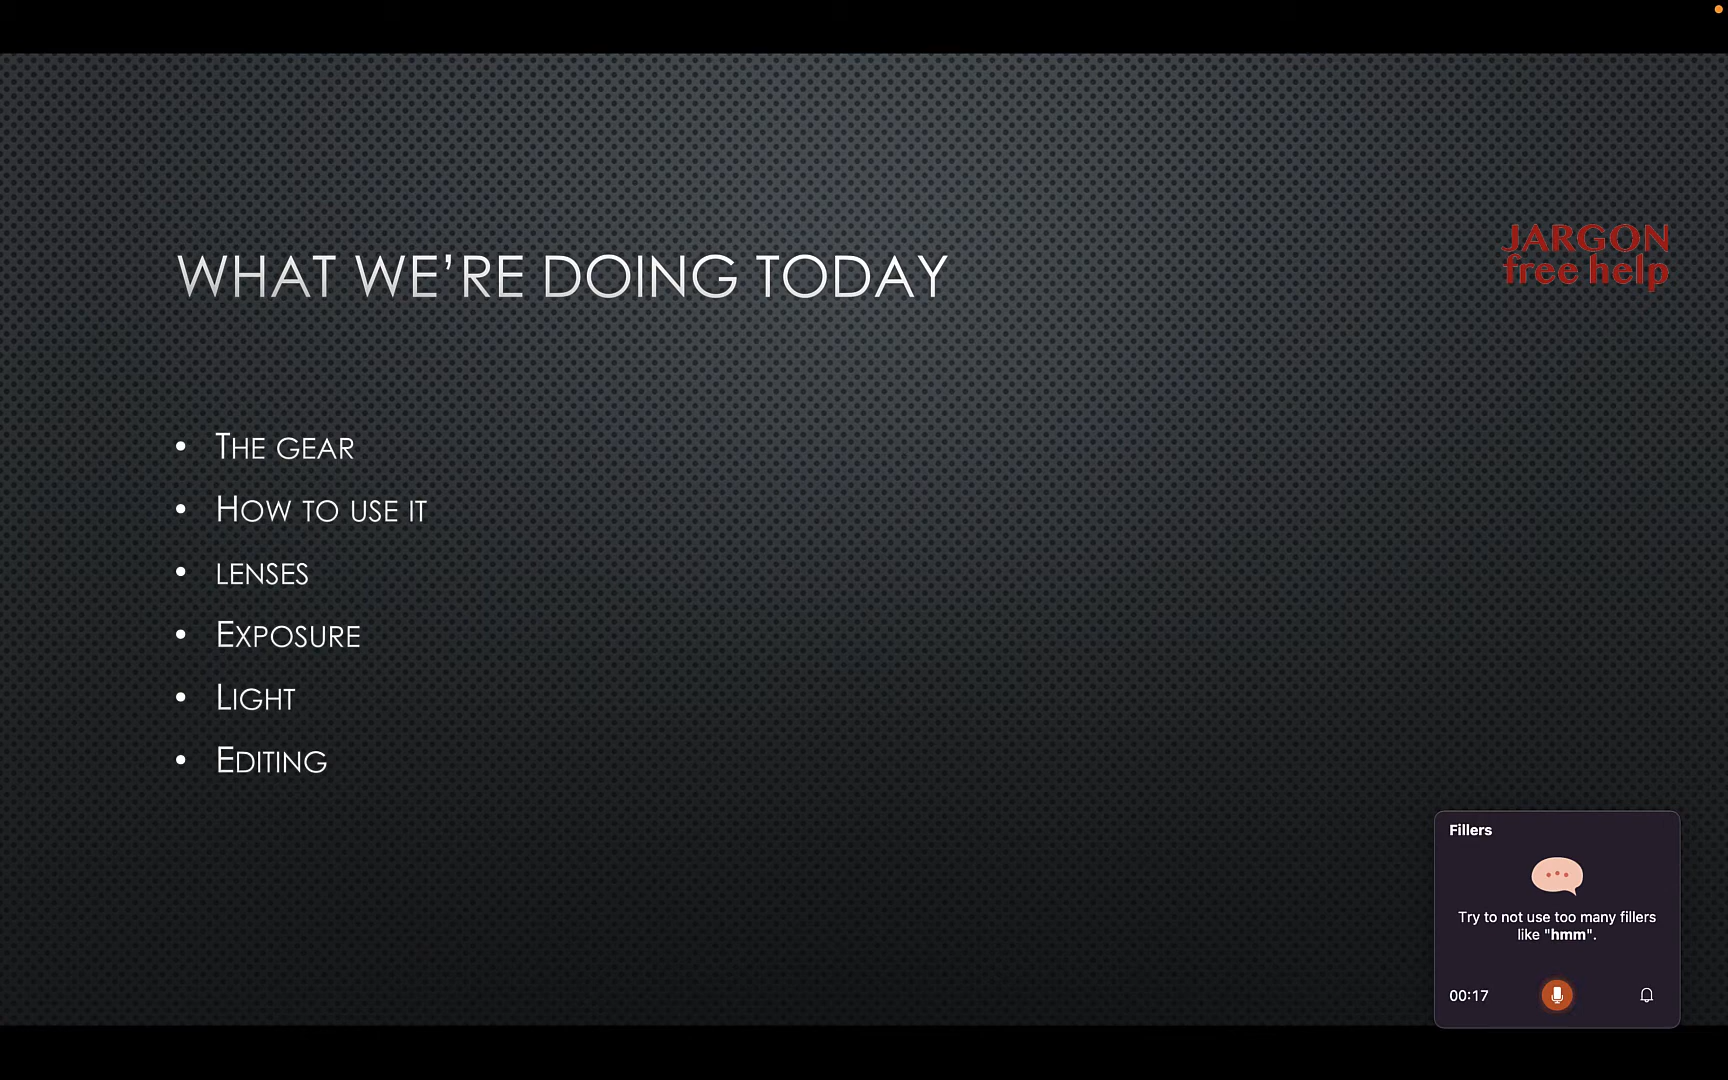 WHAT WE’RE DOING TODAY
JARGON
free help
• THE GEAR
• HOW TO USE IT
• LENSES
• EXPOSURE
• LIGHT
• EDITING
Fillers
Try to not use too many fillers
like "hmm".
00:17